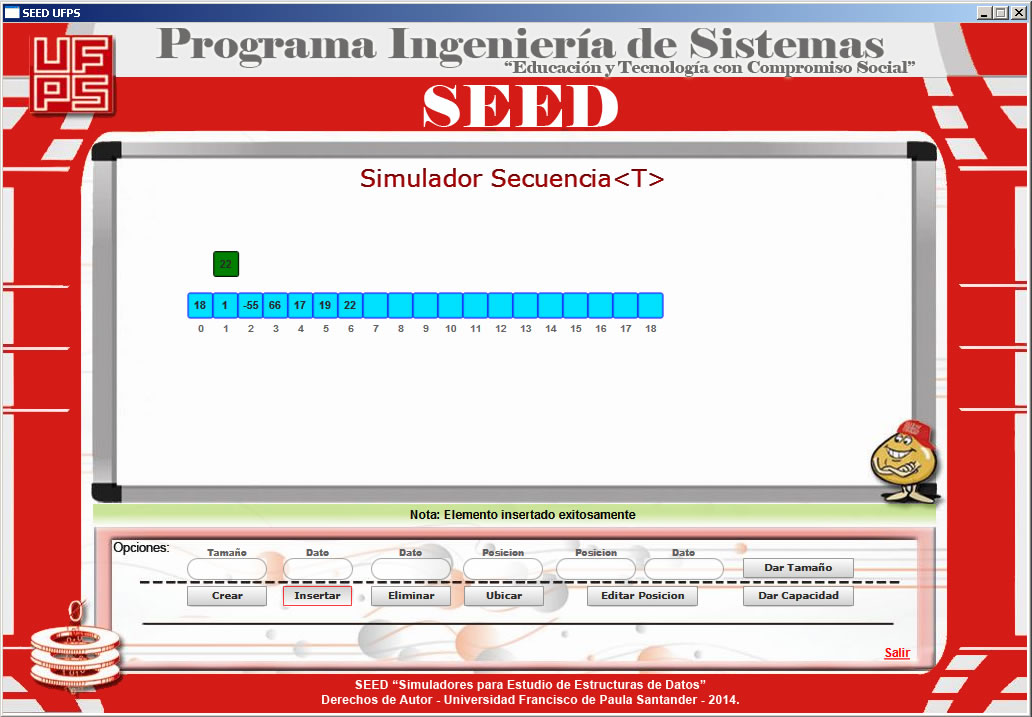 SEED UFPS
UF
PS
Programa Ingeniería de Sistemas
“Educación y Tecnología con Compromiso Social”
SEED
Simulador Secuencia<T>
22
18 1 -55 66 17 19 22
0 1 2 3 4 5 6 7 8 9 10 11 12 13 14 15 16 17 18
Nota: Elemento insertado exitosamente
Opciones:
Tamaño Dato Dato Posicion Posicion Dato
Dar Tamaño
Crear Insertar Eliminar Ubicar Editar Posicion Dar Capacidad
Salir
SEED “Simuladores para Estudio de Estructuras de Datos”
Derechos de Autor - Universidad Francisco de Paula Santander - 2014.